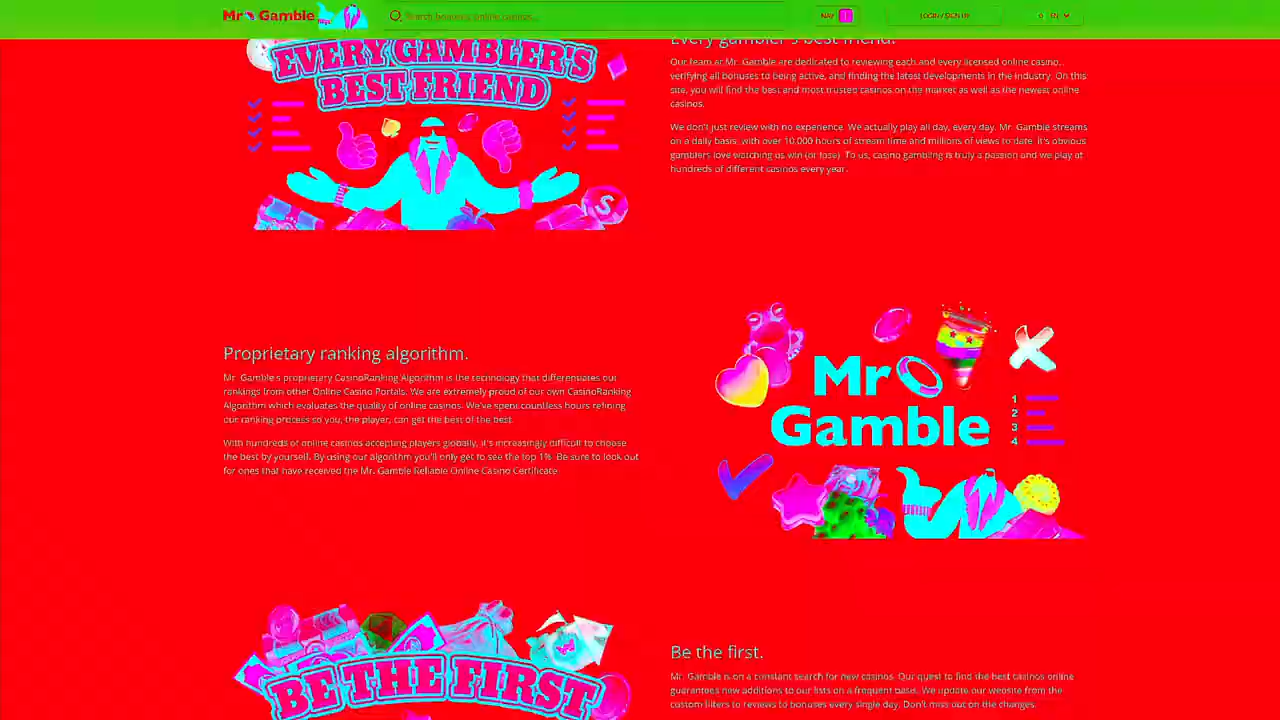 Mr Gamble
Search bonuses, online casinos...
NAV
LOGIN / SIGN UP
EN
EVERY GAMBLER'S
BEST FRIEND
Every gambler's best friend.
Our team at Mr. Gamble are dedicated to reviewing each and every licensed online casino,
verifying all bonuses to being active, and finding the latest developments in the industry. On this
site, you will find the best and most trusted casinos on the market as well as the newest online
casinos.
We don't just review with no experience. We actually play all day, every day. Mr. Gamble streams
on a daily basis, with over 10,000 hours of stream time and millions of views to date. It's obvious
gamblers love watching us win (or lose). To us, casino gambling is truly a passion and we play at
hundreds of different casinos every year.
S
Proprietary ranking algorithm.
Mr. Gamble's proprietary CasinoRanking Algorithm is the technology that differentiates our
rankings from other Online Casino Portals. We are extremely proud of our own CasinoRanking
Algorithm which evaluates the quality of online casinos. We've spent countless hours refining
our ranking process so you, the player, can get the best of the best.
With hundreds of online casinos accepting players globally, it's increasingly difficult to choose
the best by yourself. By using our algorithm you'll only get to see the top 1%. Be sure to look out
for ones that have received the Mr. Gamble Reliable Online Casino Certificate
Mr
Gamble
1
2
3
4
BE THE FIRST
Be the first.
Mr. Gamble is on a constant search for new casinos. Our quest to find the best casinos online
guarantees new additions to our lists on a frequent basis. We update our website from the
custom filters to reviews to bonuses every single day. Don't miss out on the changes.